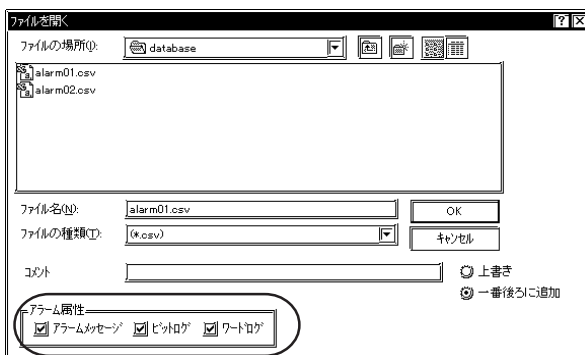 ファイルを開く
ファイルの場所(I): database
alarm01.csv
alarm02.csv
ファイル名(N): alarm01.csv OK
ファイルの種類(T): (*.csv) キャンセル
コメント 上書き
一番後ろに追加
アラーム属性
アラームメッセージ ビットログ ワードログ